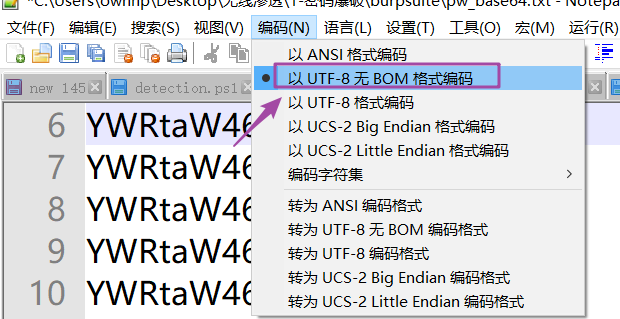 *C:\Users\ownhp\Desktop\无线渗透\1-密码爆破\burpsuite\pw_base64.txt - Notepa
文件(F) 编辑(E) 搜索(S) 视图(V) 编码(N) 语言(L) 设置(T) 工具(O) 宏(M) 运行(R)
new 145 detection.ps1
以 ANSI 格式编码
以 UTF-8 无 BOM 格式编码
以 UTF-8 格式编码
以 UCS-2 Big Endian 格式编码
以 UCS-2 Little Endian 格式编码
编码字符集
转为 ANSI 编码格式
转为 UTF-8 无 BOM 编码格式
转为 UTF-8 编码格式
转为 UCS-2 Big Endian 编码格式
转为 UCS-2 Little Endian 编码格式
6 YWRtaW46
7 YWRtaW46
8 YWRtaW46
9 YWRtaW46
10 YWRtaW46